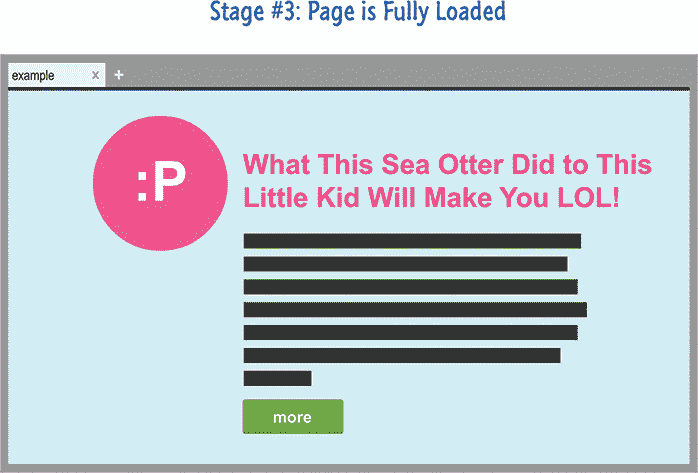 Stage #3: Page is Fully Loaded
example x +
:P
What This Sea Otter Did to This
Little Kid Will Make You LOL!
more